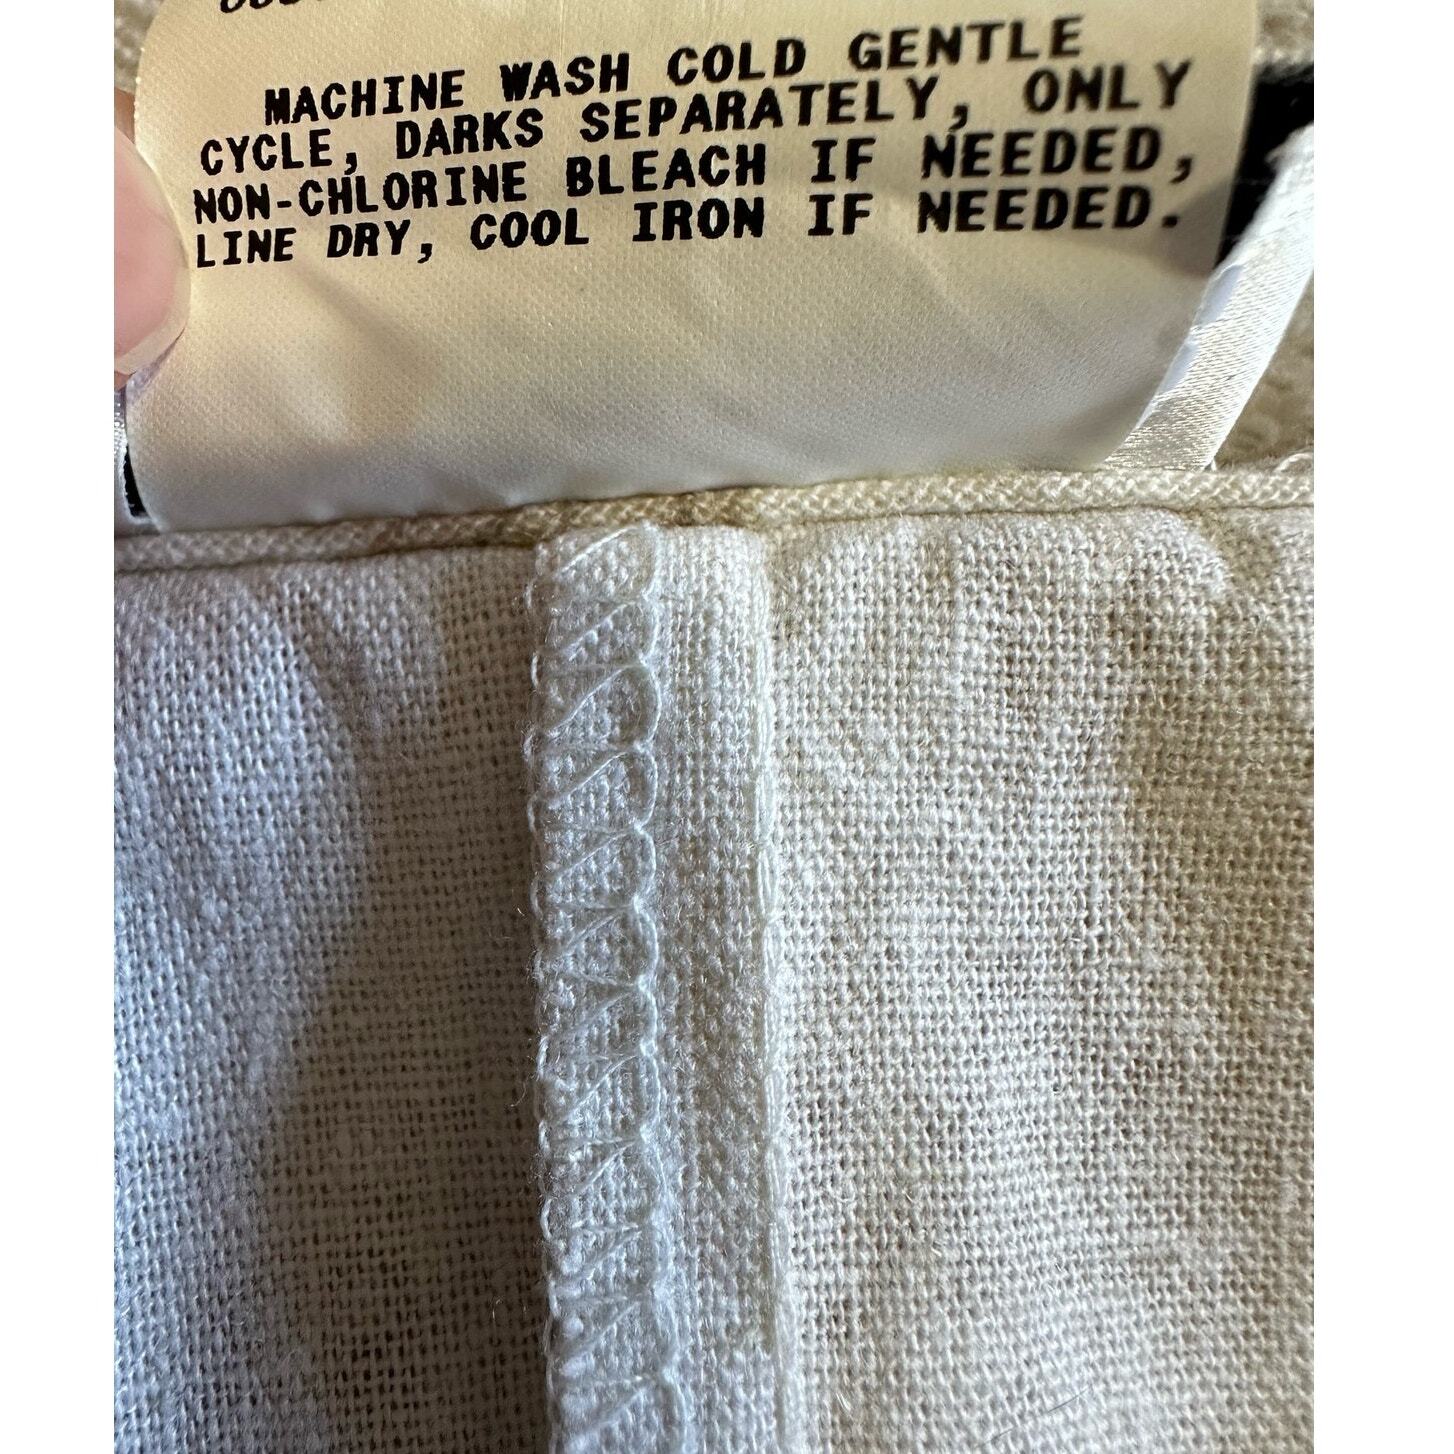 MACHINE WASH COLD GENTLE
CYCLE, DARKS SEPARATELY, ONLY
NON-CHLORINE BLEACH IF NEEDED,
LINE DRY, COOL IRON IF NEEDED.